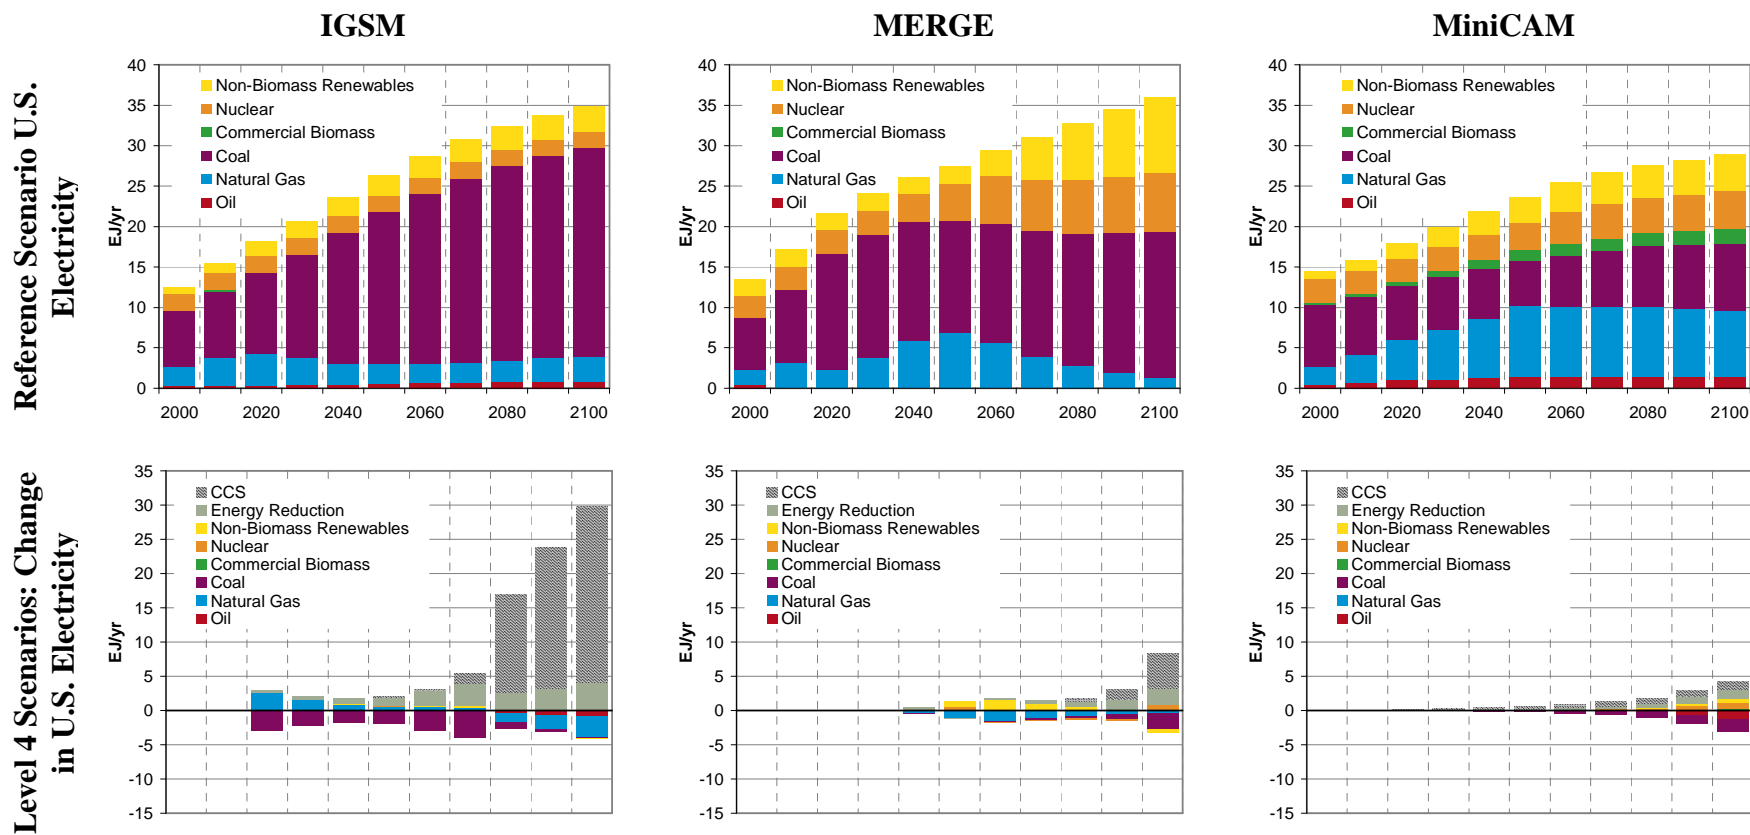 IGSM
MERGE
MiniCAM
Reference Scenario U.S.
Electricity
EJ/yr
40
35
30
25
20
15
10
5
0
Non-Biomass Renewables
Nuclear
Commercial Biomass
Coal
Natural Gas
Oil
2000 2020 2040 2060 2080 2100
EJ/yr
40
35
30
25
20
15
10
5
0
Non-Biomass Renewables
Nuclear
Commercial Biomass
Coal
Natural Gas
Oil
2000 2020 2040 2060 2080 2100
EJ/yr
40
35
30
25
20
15
10
5
0
Non-Biomass Renewables
Nuclear
Commercial Biomass
Coal
Natural Gas
Oil
2000 2020 2040 2060 2080 2100
Level 4 Scenarios: Change
in U.S. Electricity
EJ/yr
35
30
25
20
15
10
5
0
-5
-10
-15
CCS
Energy Reduction
Non-Biomass Renewables
Nuclear
Commercial Biomass
Coal
Natural Gas
Oil
EJ/yr
35
30
25
20
15
10
5
0
-5
-10
-15
CCS
Energy Reduction
Non-Biomass Renewables
Nuclear
Commercial Biomass
Coal
Natural Gas
Oil
EJ/yr
35
30
25
20
15
10
5
0
-5
-10
-15
CCS
Energy Reduction
Non-Biomass Renewables
Nuclear
Commercial Biomass
Coal
Natural Gas
Oil